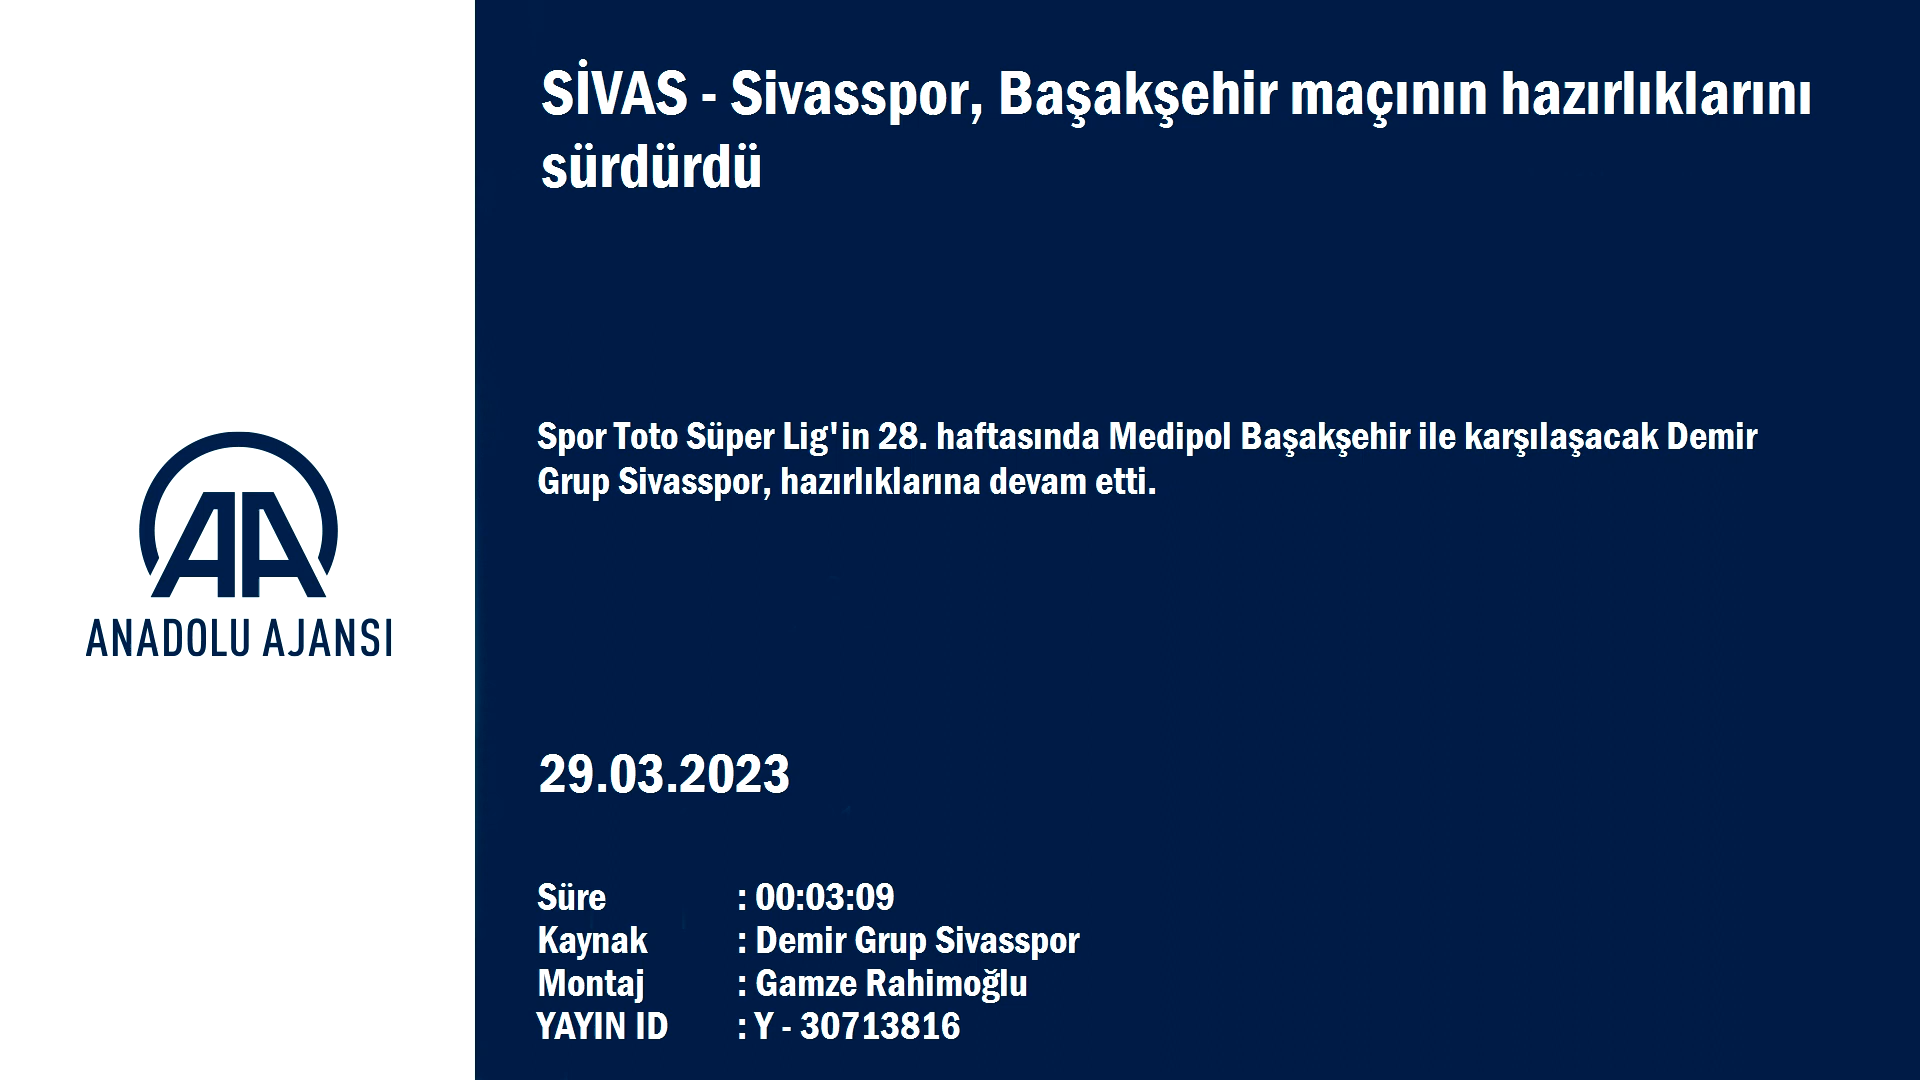 SİVAS - Sivasspor, Başakşehir maçının hazırlıklarını
sürdürdü
Spor Toto Süper Lig'in 28. haftasında Medipol Başakşehir ile karşılaşacak Demir
Grup Sivasspor, hazırlıklarına devam etti.
AA
ANADOLU AJANSI
29.03.2023
Süre : 00:03:09
Kaynak : Demir Grup Sivasspor
Montaj : Gamze Rahimoğlu
YAYIN ID : Y - 30713816